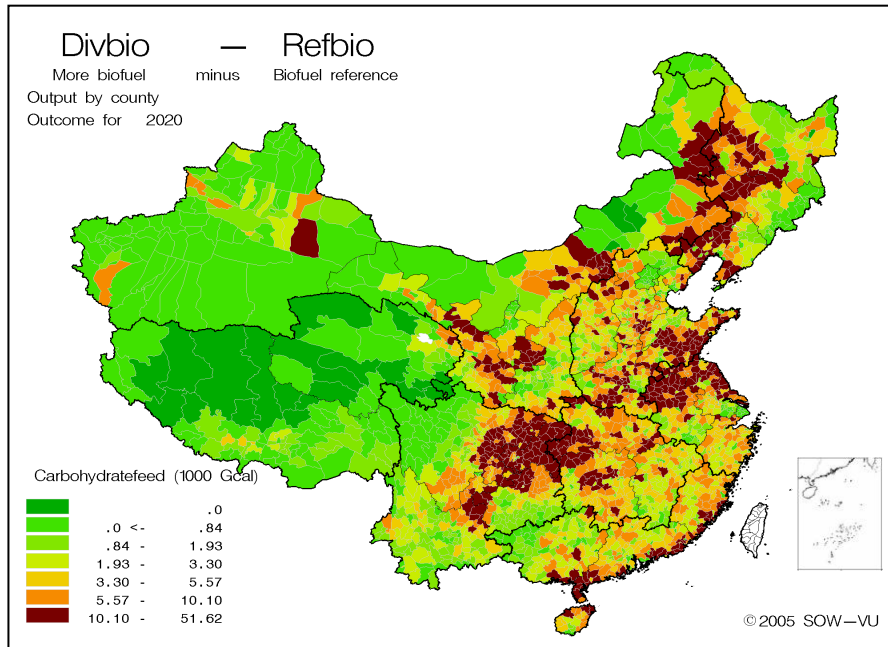 Divbio — Refbio
More biofuel minus Biofuel reference
Output by county
Outcome for 2020
Carbohydratefeed (1000 Gcal)
.0
.0 <- .84
.84 - 1.93
1.93 - 3.30
3.30 - 5.57
5.57 - 10.10
10.10 - 51.62
© 2005 SOW—VU